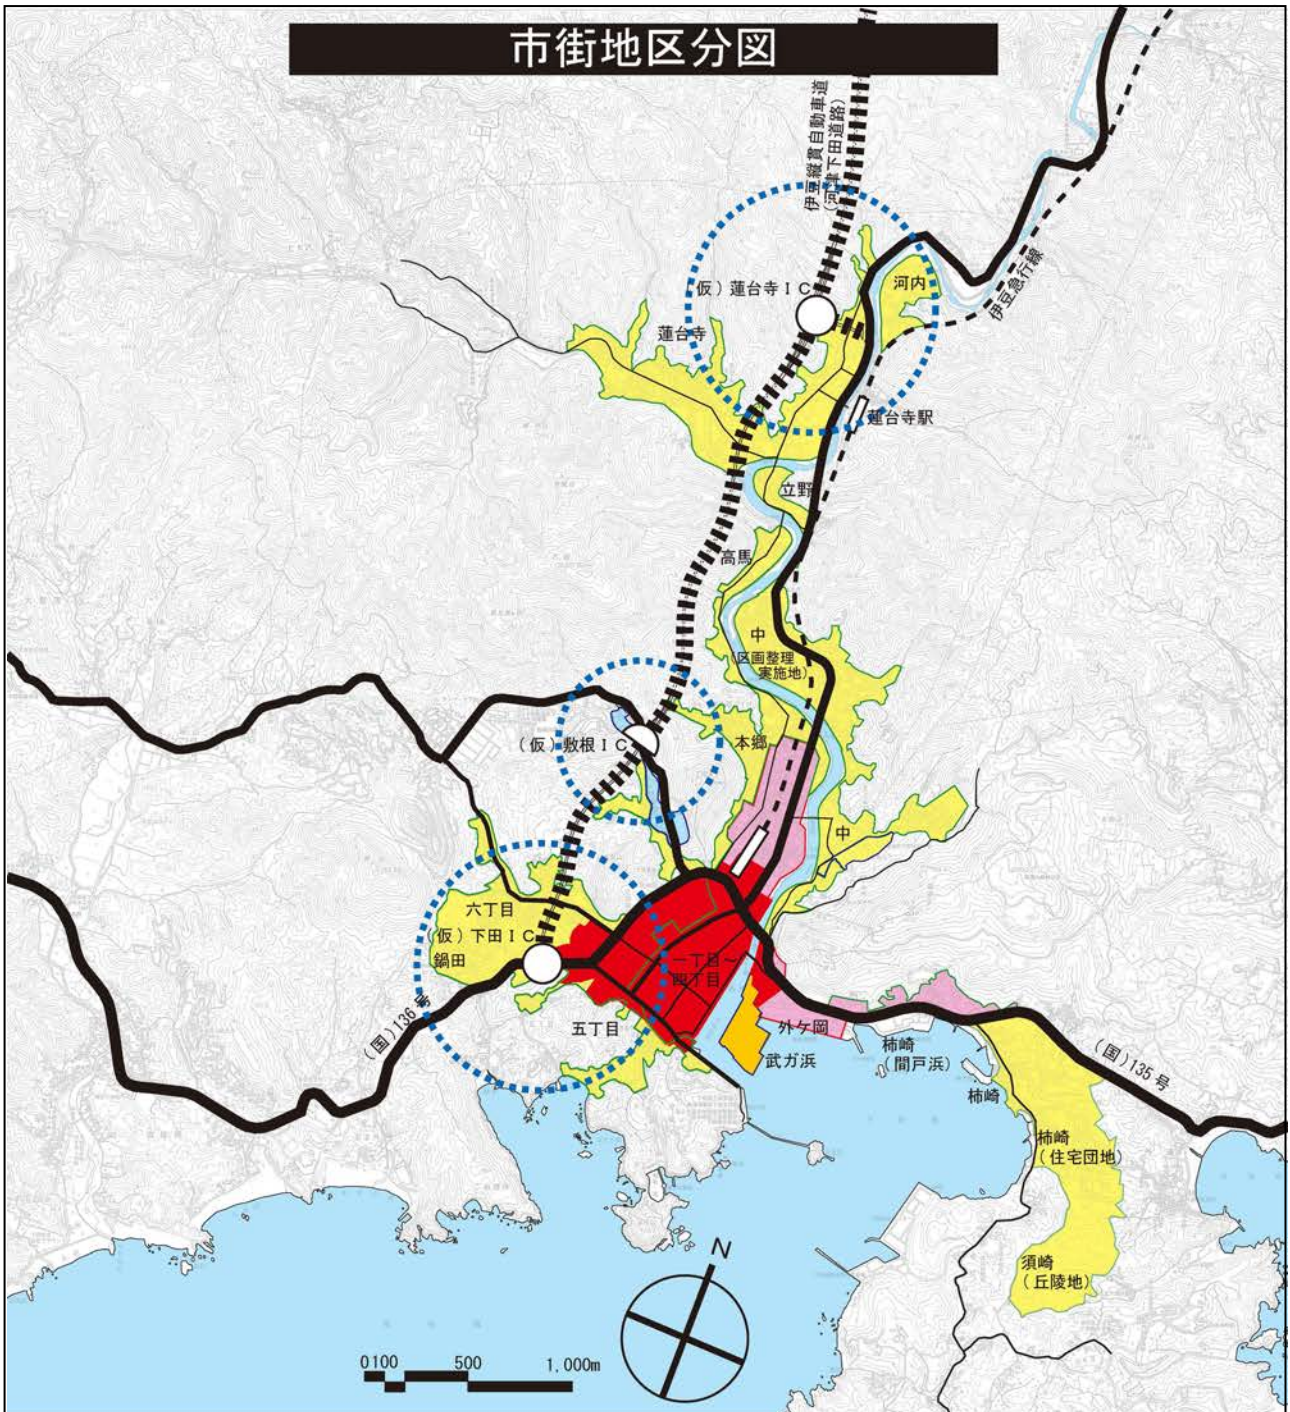 市街地区分図
伊豆縦貫自動車道
(河津下田道路)
(仮)蓮台寺IC
河内
伊豆急行線
蓮台寺
蓮台寺駅
立野
高馬
中
(区画整理
実施地)
(仮)敷根IC
本郷
中
六丁目
(仮)下田IC
鍋田
一丁目～
四丁目
(国)136号
五丁目
外ケ岡
武ガ浜
柿崎
(間戸浜)
(国)135号
柿崎
柿崎
(住宅団地)
須崎
(丘陵地)
N
0100 500 1,000m